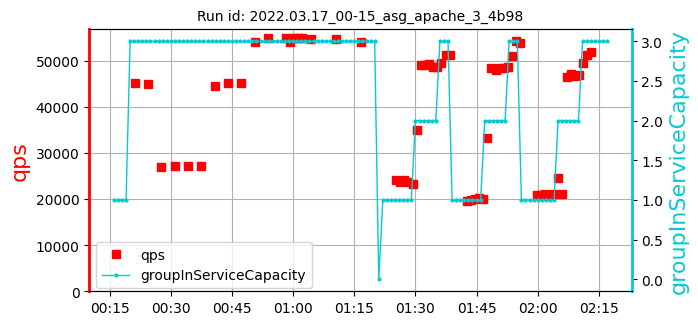 Run id: 2022.03.17_00-15_asg_apache_3_4b98
qps
50000
40000
30000
20000
10000
0
3.0
2.5
2.0
1.5
1.0
0.5
0.0
groupInServiceCapacity
qps
groupInServiceCapacity
00:15 00:30 00:45 01:00 01:15 01:30 01:45 02:00 02:15